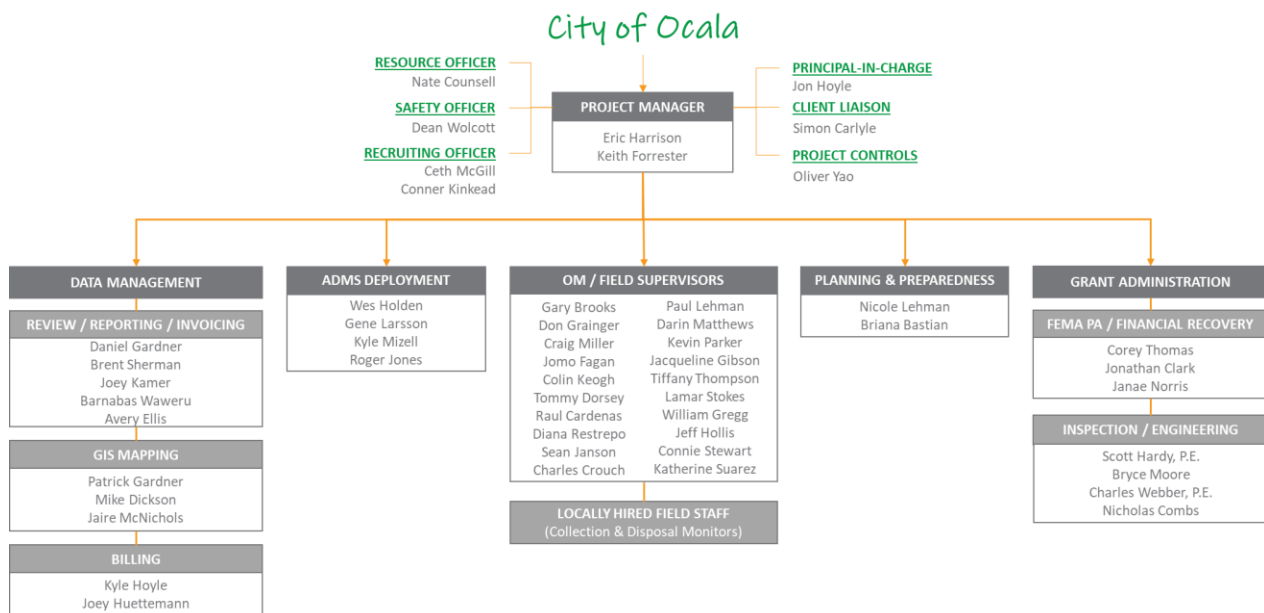 City of Ocala
RESOURCE OFFICER
Nate Counsell
SAFETY OFFICER
Dean Wolcott
RECRUITING OFFICER
Ceth McGill
Conner Kinkead
PROJECT MANAGER
Eric Harrison
Keith Forrester
PRINCIPAL-IN-CHARGE
Jon Hoyle
CLIENT LIAISON
Simon Carlyle
PROJECT CONTROLS
Oliver Yao
DATA MANAGEMENT
REVIEW / REPORTING / INVOICING
Daniel Gardner
Brent Sherman
Joey Kamer
Barnabas Waweru
Avery Ellis
GIS MAPPING
Patrick Gardner
Mike Dickson
Jaire McNichols
BILLING
Kyle Hoyle
Joey Huettemann
ADMS DEPLOYMENT
Wes Holden
Gene Larsson
Kyle Mizell
Roger Jones
OM / FIELD SUPERVISORS
Gary Brooks
Don Grainger
Craig Miller
Jomo Fagan
Colin Keogh
Tommy Dorsey
Raul Cardenas
Diana Restrepo
Sean Janson
Charles Crouch
Paul Lehman
Darin Matthews
Kevin Parker
Jacqueline Gibson
Tiffany Thompson
Lamar Stokes
William Gregg
Jeff Hollis
Connie Stewart
Katherine Suarez
LOCALLY HIRED FIELD STAFF
(Collection & Disposal Monitors)
PLANNING & PREPAREDNESS
Nicole Lehman
Briana Bastian
GRANT ADMINISTRATION
FEMA PA / FINANCIAL RECOVERY
Corey Thomas
Jonathan Clark
Janae Norris
INSPECTION / ENGINEERING
Scott Hardy, P.E.
Bryce Moore
Charles Webber, P.E.
Nicholas Combs